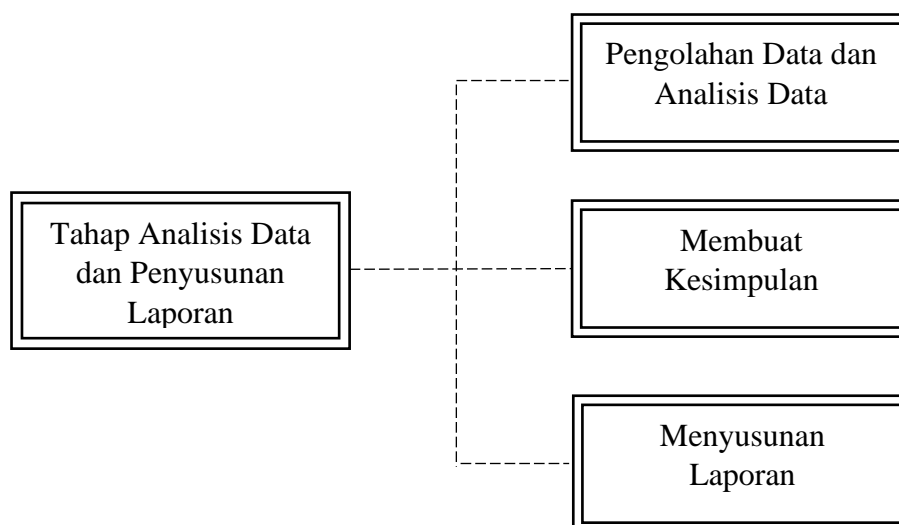 Pengolahan Data dan
Analisis Data
Tahap Analisis Data
dan Penyusunan
Laporan
Membuat
Kesimpulan
Menyusunan
Laporan